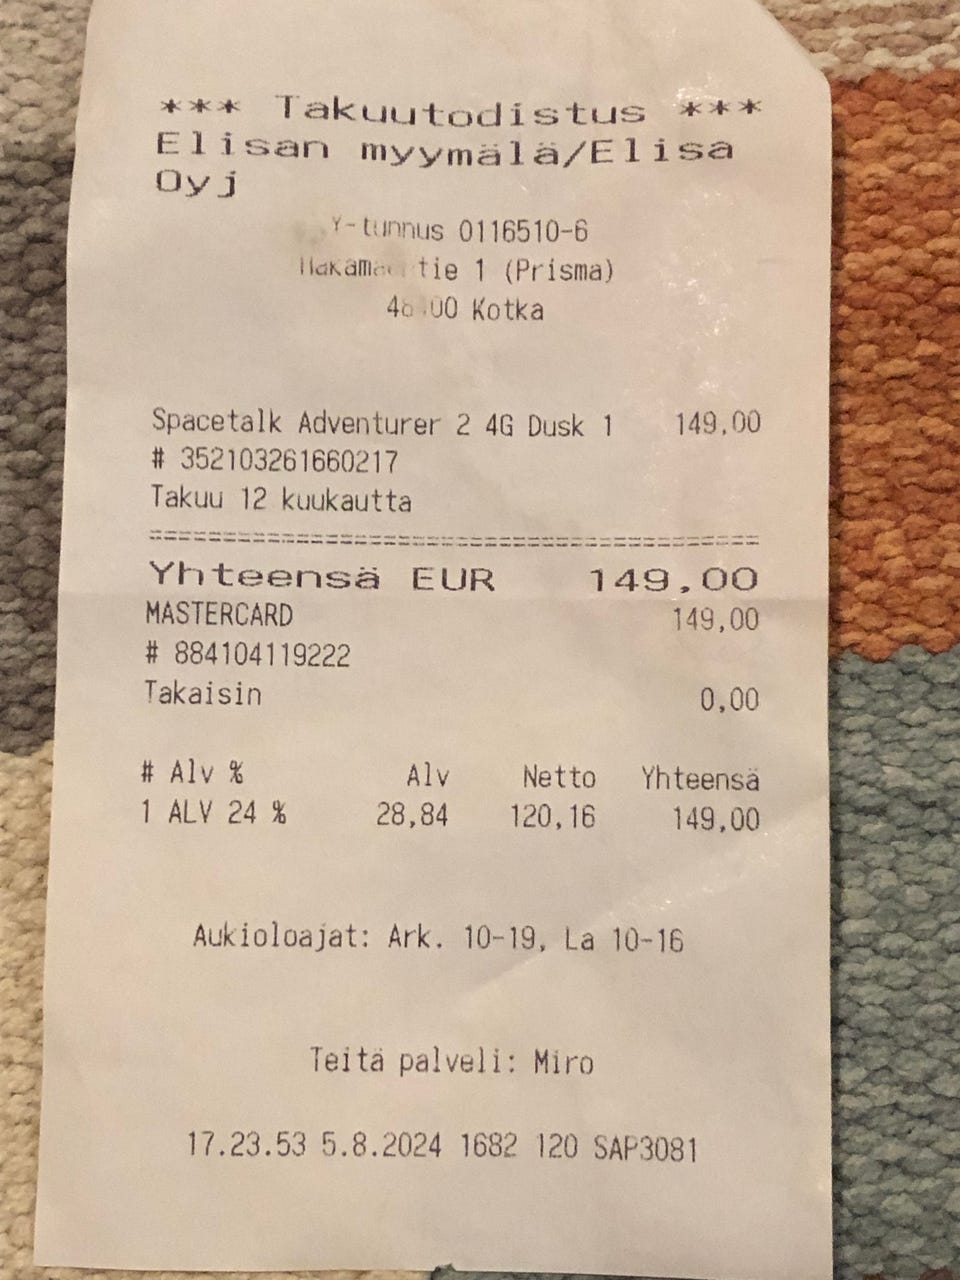 *** Takuutodistus ***
Elisan myymälä/Elisa
Oyj
Y-tunnus 0116510-6
tie 1 (Prisma)
Kotka
Spacetalk Adventurer 2 4G Dusk 1 149,00
# 352103261660217
Takuu 12 kuukautta
==========================================
Yhteensä EUR 149,00
MASTERCARD 149,00
# 884104119222
Takaisin 0,00
# Alv % Alv Netto Yhteensä
1 ALV 24 % 28,84 120,16 149,00
Aukioloajat: Ark. 10-19, La 10-16
Teitä palveli: Miro
17.23.53 5.8.2024 1682 120 SAP3081